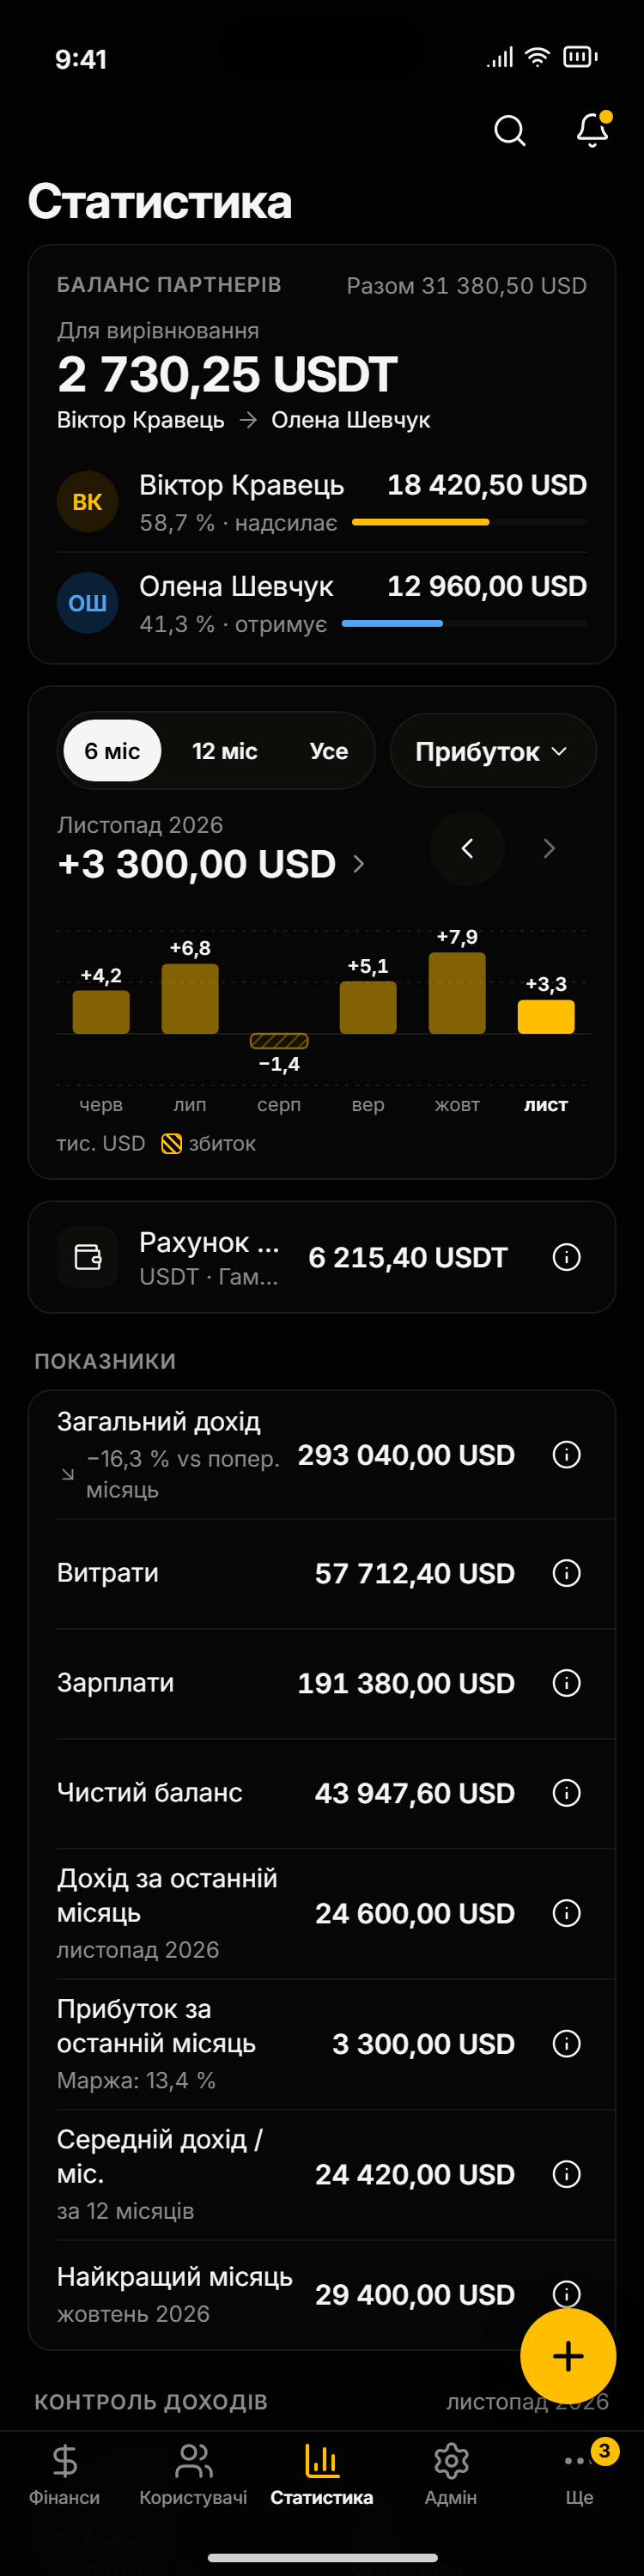 9:41
Статистика
БАЛАНС ПАРТНЕРІВ Разом 31 380,50 USD
Для вирівнювання
2 730,25 USDT
Віктор Кравець → Олена Шевчук
ВК Віктор Кравець 18 420,50 USD
58,7 % · надсилає
ОШ Олена Шевчук 12 960,00 USD
41,3 % · отримує
6 міс 12 міс Усе Прибуток
Листопад 2026
+3 300,00 USD
+4,2 +6,8 −1,4 +5,1 +7,9 +3,3
черв лип серп вер жовт лист
тис. USD збиток
Рахунок ... 6 215,40 USDT
USDT · Гам...
ПОКАЗНИКИ
Загальний дохід 293 040,00 USD
−16,3 % vs попер.
місяць
Витрати 57 712,40 USD
Зарплати 191 380,00 USD
Чистий баланс 43 947,60 USD
Дохід за останній
місяць 24 600,00 USD
листопад 2026
Прибуток за
останній місяць 3 300,00 USD
Маржа: 13,4 %
Середній дохід /
міс. 24 420,00 USD
за 12 місяців
Найкращий місяць 29 400,00 USD
жовтень 2026
КОНТРОЛЬ ДОХОДІВ листопад 2026
3
Фінанси Користувачі Статистика Адмін Ще